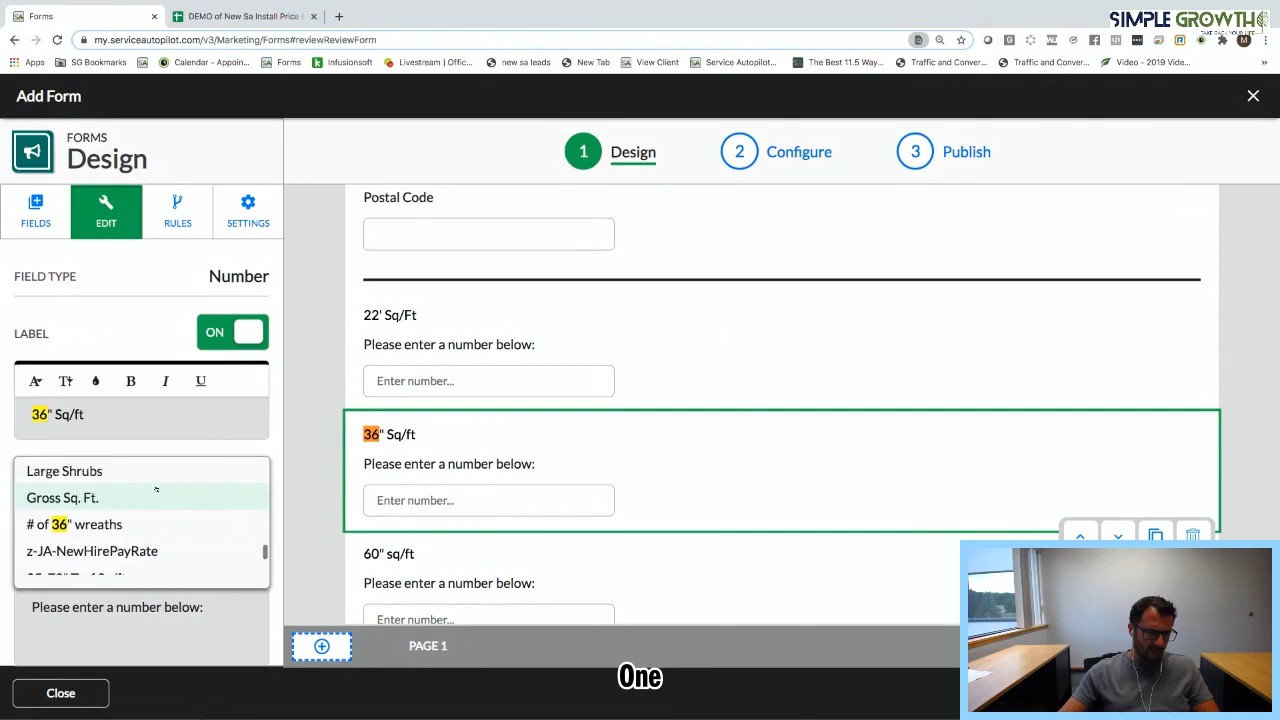 Forms
DEMO of New Sa Install Price
SIMPLE GROWTH
TAKE BACK YOUR LIFE
my.serviceautopilot.com/v3/Marketing/Forms#reviewReviewForm
Apps
SG Bookmarks
Calendar - Appoin...
Forms
Infusionsoft
Livestream | Offic...
new sa leads
New Tab
View Client
Service Autopilot...
The Best 11.5 Way...
Traffic and Conver...
Traffic and Conver...
Video - 2019 Vide...
Add Form
FORMS
Design
1 Design
2 Configure
3 Publish
FIELDS
EDIT
RULES
SETTINGS
FIELD TYPE Number
LABEL ON
B I U
36" Sq/ft
Large Shrubs
Gross Sq. Ft.
# of 36" wreaths
z-JA-NewHirePayRate
Please enter a number below:
Close
Postal Code
22' Sq/Ft
Please enter a number below:
Enter number...
36" Sq/ft
Please enter a number below:
Enter number...
60" sq/ft
Please enter a number below:
Enter number...
PAGE 1
One